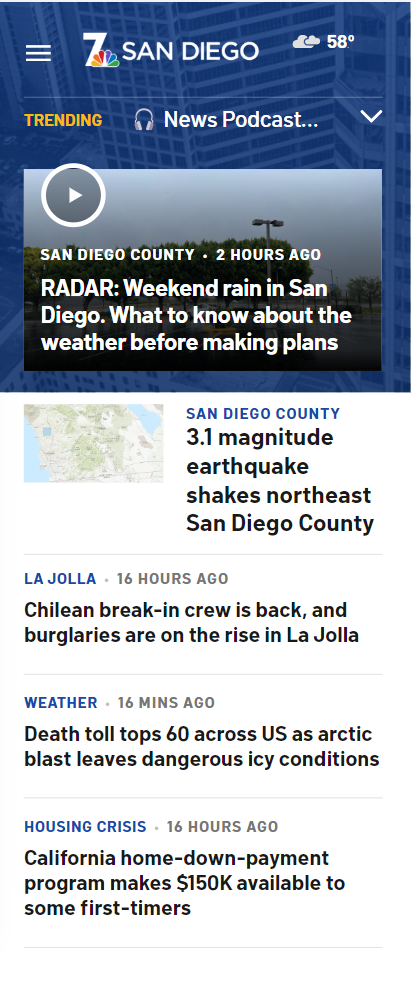 7 SAN DIEGO
58°
TRENDING
News Podcast...
SAN DIEGO COUNTY • 2 HOURS AGO
RADAR: Weekend rain in San
Diego. What to know about the
weather before making plans
SAN DIEGO COUNTY
3.1 magnitude
earthquake
shakes northeast
San Diego County
LA JOLLA • 16 HOURS AGO
Chilean break-in crew is back, and
burglaries are on the rise in La Jolla
WEATHER • 16 MINS AGO
Death toll tops 60 across US as arctic
blast leaves dangerous icy conditions
HOUSING CRISIS • 16 HOURS AGO
California home-down-payment
program makes $150K available to
some first-timers